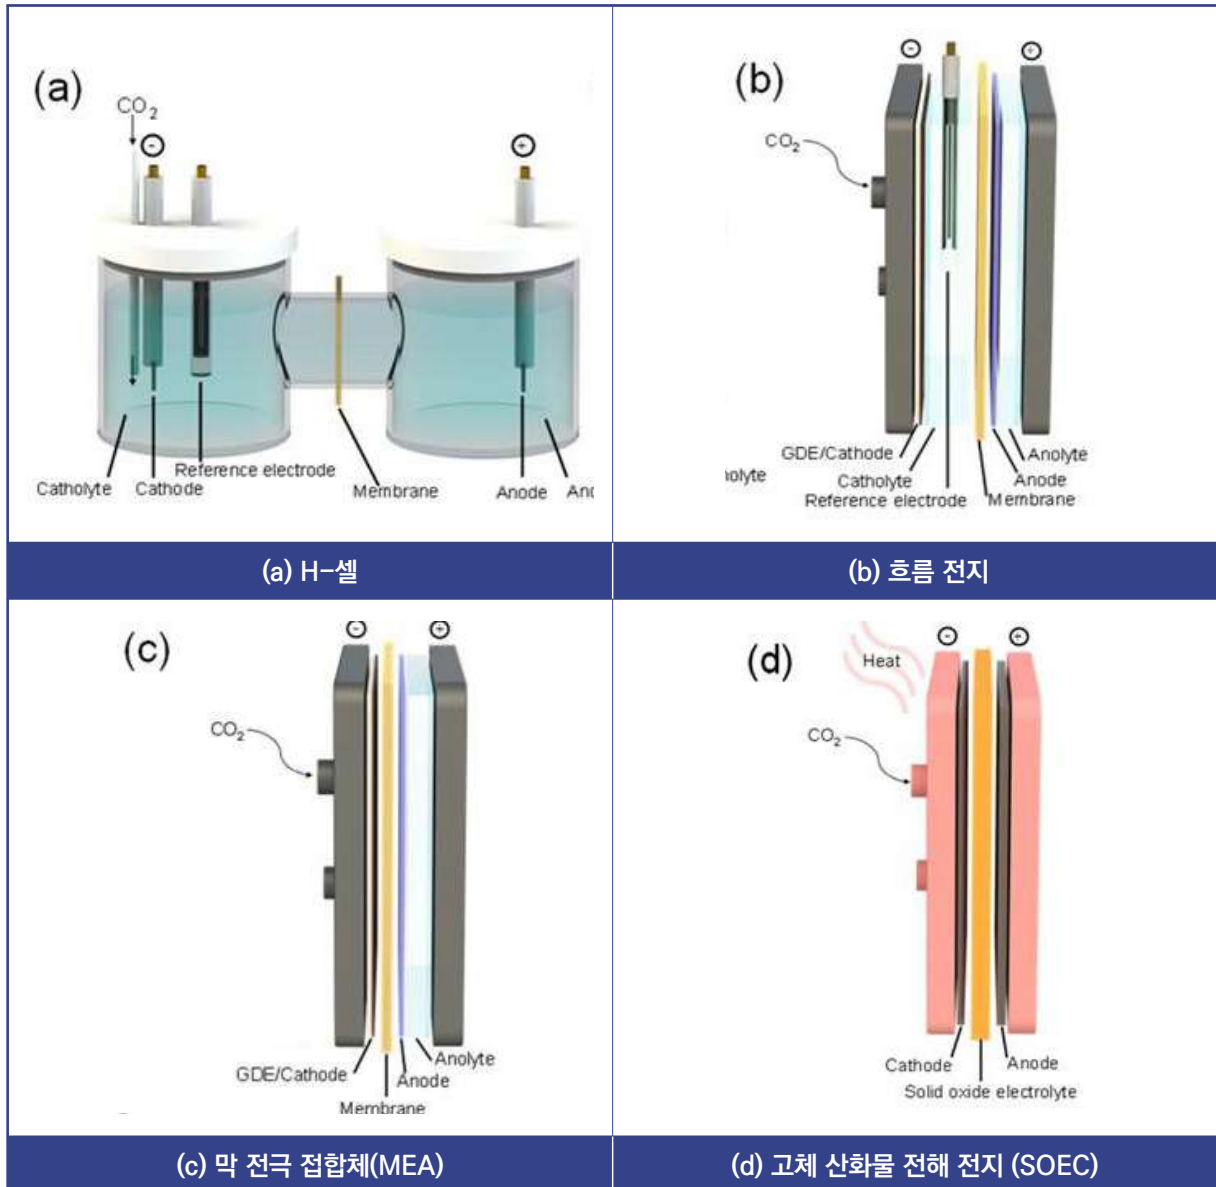 (a)
CO2
-
+
Reference electrode
Catholyte
Cathode
Membrane
Anode
(b)
-
+
CO2
GDE/Cathode
Anolyte
Catholyte
Anode
Reference electrode
Membrane
(a) H-셀
(b) 흐름 전지
(c)
-
+
CO2
GDE/Cathode
Anolyte
Anode
Membrane
(d)
Heat
-
+
CO2
Cathode
Anode
Solid oxide electrolyte
(c) 막 전극 접합체(MEA)
(d) 고체 산화물 전해 전지 (SOEC)